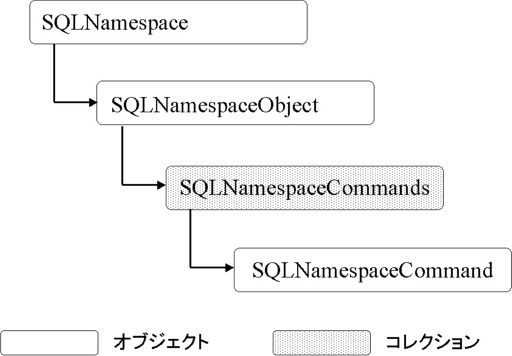 SQLNamespace
SQLNamespaceObject
SQLNamespaceCommands
SQLNamespaceCommand
オブジェクト
コレクション